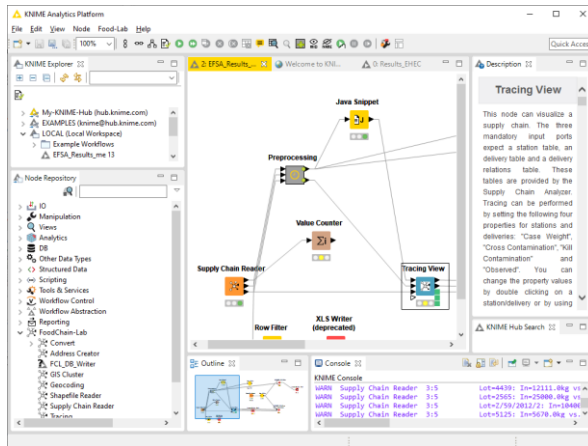 KNIME Analytics Platform
File Edit View Node Food-Lab Help
100%
Quick Acce
KNIME Explorer
My-KNIME-Hub (hub.knime.com)
EXAMPLES (knime@hub.knime.com)
LOCAL (Local Workspace)
Example Workflows
EFSA_Results_me 13
Node Repository
IO
Manipulation
Views
Analytics
DB
Other Data Types
Structured Data
Scripting
Tools & Services
Workflow Control
Workflow Abstraction
Reporting
FoodChain-Lab
Convert
Address Creator
FCL_DB_Writer
GIS Cluster
Geocoding
Shapefile Reader
Supply Chain Reader
Tracing
2: EFSA_Results_...
Welcome to KNI...
0: Results_EHEC
Java Snippet
Preprocessing
Value Counter
Supply Chain Reader
Tracing View
Row Filter
XLS Writer
(deprecated)
Description
Tracing View
This node can visualize a
supply chain. The three
mandatory input ports
expect a station table, an
delivery table and a delivery
relations table. These
tables are provided by the
Supply Chain Analyzer.
Tracing can be performed
by setting the following four
properties for stations and
deliveries: "Case Weight",
"Cross Contamination", "Kill
Contamination" and
"Observed". You can
change the property values
by double clicking on a
station/delivery or by using
KNIME Hub Search
Outline
Console
KNIME Console
WARN Supply Chain Reader 3:5 Lot=4439: In=12111.0kg vs.
WARN Supply Chain Reader 3:5 Lot=2565: In=25000.0kg vs.
WARN Supply Chain Reader 3:5 Lot=Z/59/2012/2: In=10400
WARN Supply Chain Reader 3:5 Lot=5125: In=5670.0kg vs.